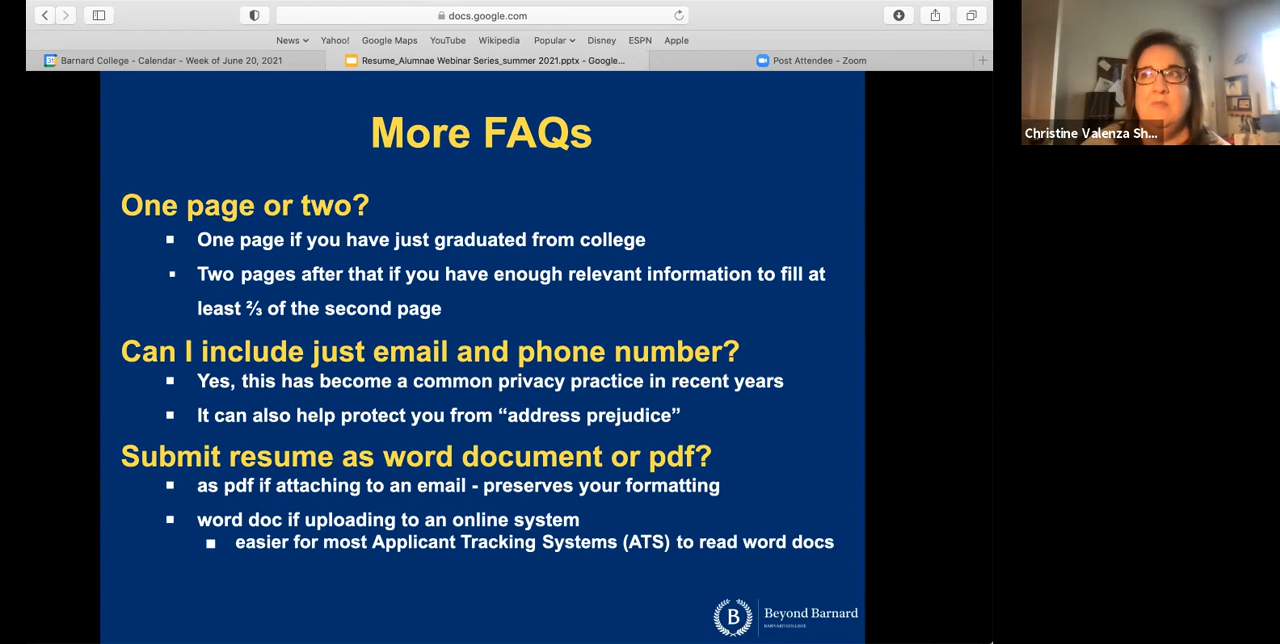 docs.google.com
News
Yahoo!
Google Maps
YouTube
Wikipedia
Popular
Disney
ESPN
Apple
31
Barnard College - Calendar - Week of June 20, 2021
Resume_Alumnae Webinar Series_summer 2021.pptx - Google...
Post Attendee - Zoom
More FAQs
One page or two?
One page if you have just graduated from college
Two pages after that if you have enough relevant information to fill at
least ⅔ of the second page
Can I include just email and phone number?
Yes, this has become a common privacy practice in recent years
It can also help protect you from “address prejudice”
Submit resume as word document or pdf?
as pdf if attaching to an email - preserves your formatting
word doc if uploading to an online system
easier for most Applicant Tracking Systems (ATS) to read word docs
B
Beyond Barnard
BARNARD COLLEGE
Christine Valenza Sh...